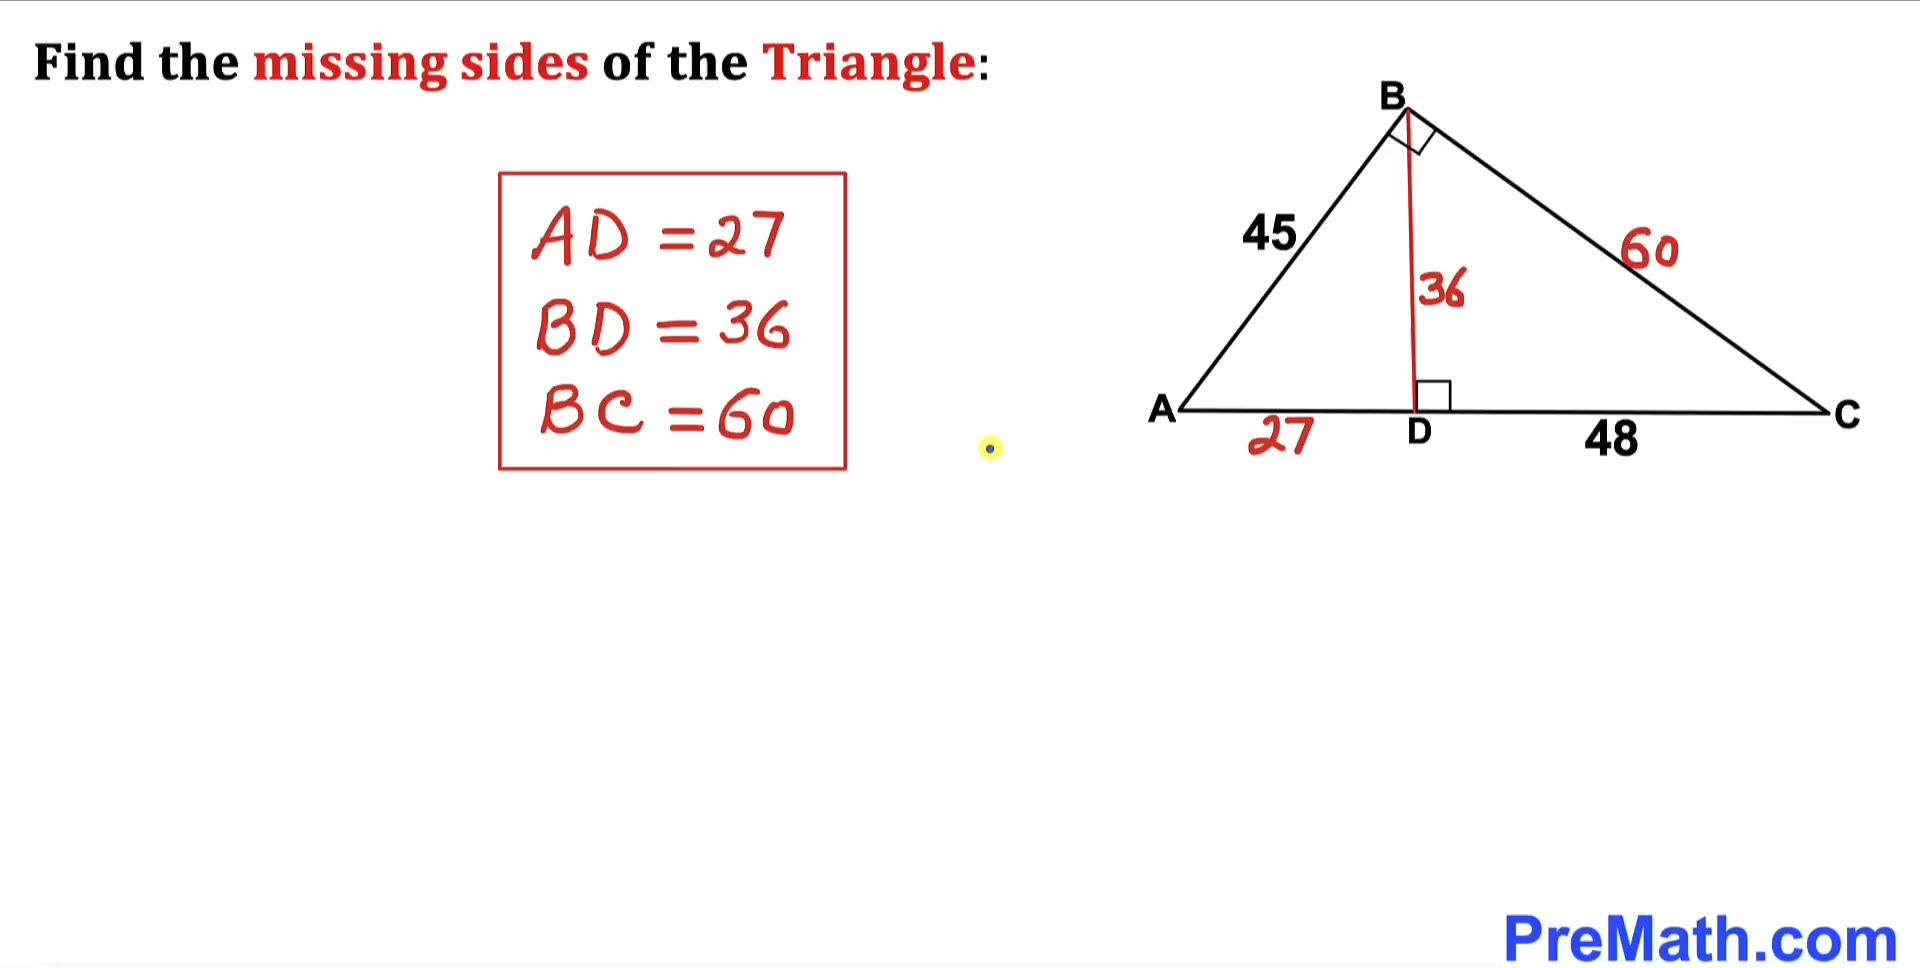 Find the missing sides of the Triangle:
AD = 27
BD = 36
BC = 60
B
45
60
36
A
27
D
48
C
PreMath.com